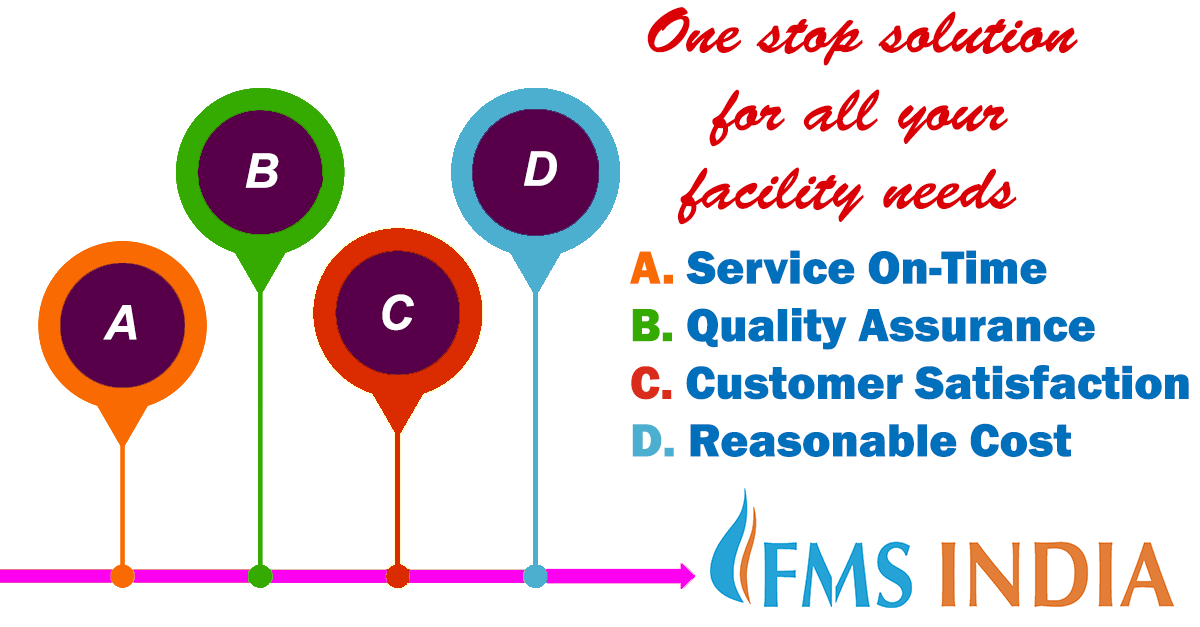 One stop solution
for all your
facility needs
A
B
C
D
A. Service On-Time
B. Quality Assurance
C. Customer Satisfaction
D. Reasonable Cost
FMS INDIA